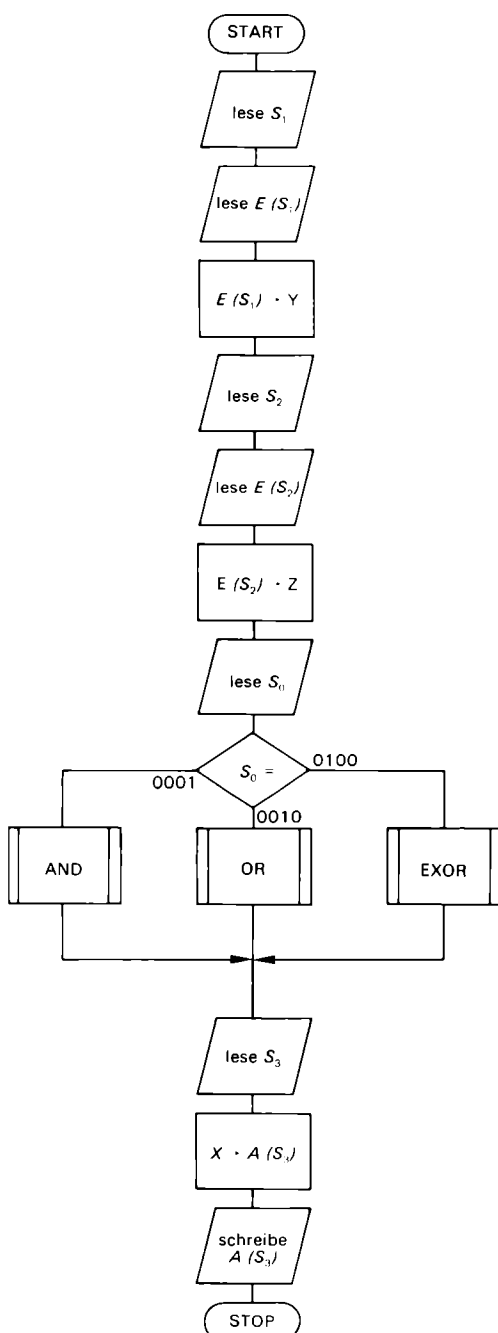 START
lese S₁
lese E (S₁)
E (S₁) → Y
lese S₂
lese E (S₂)
E (S₂) → Z
lese S₀
S₀ =
0001
0010
0100
AND
OR
EXOR
lese S₃
X → A (S₃)
schreibe
A (S₃)
STOP